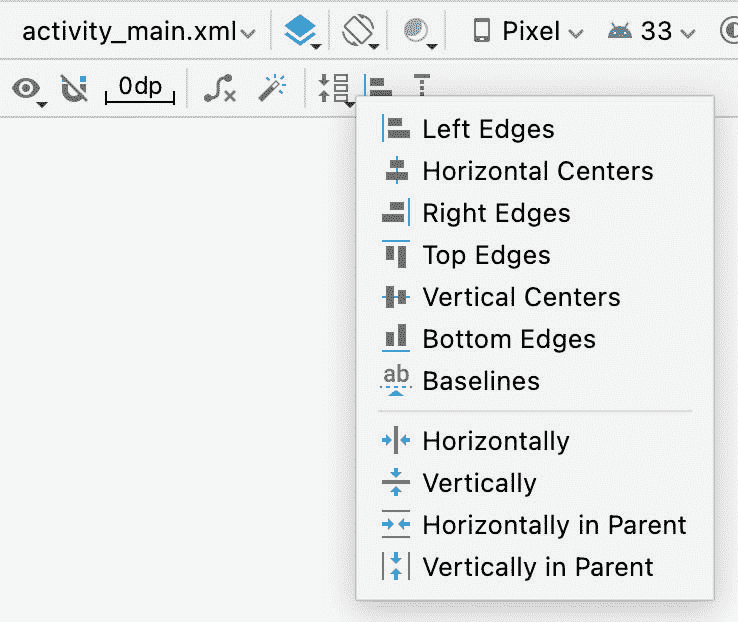 activity_main.xml Pixel 33
0dp
Left Edges
Horizontal Centers
Right Edges
Top Edges
Vertical Centers
Bottom Edges
ab Baselines
Horizontally
Vertically
Horizontally in Parent
Vertically in Parent